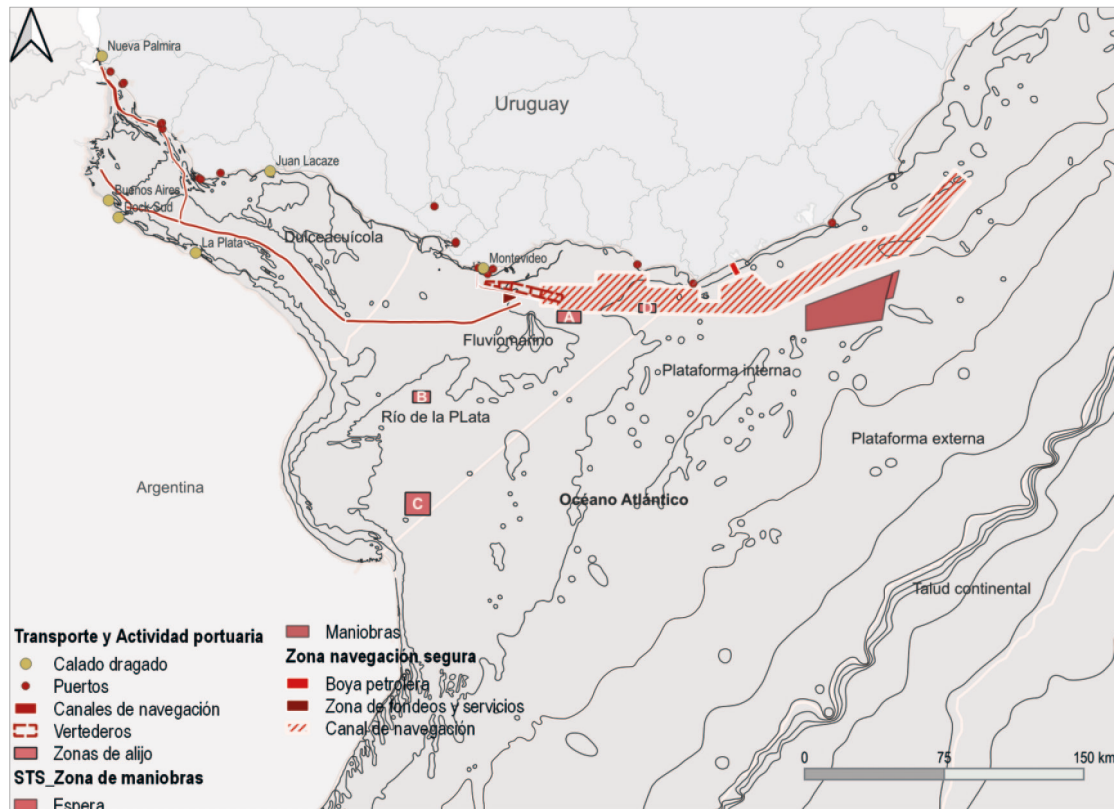 Nueva Palmira
Uruguay
Juan Lacaze
Buenos Aires
Dock Sud
Dulceacuícola
La Plata
Montevideo
A
D
Fluviomarino
Plataforma interna
B
Río de la PLata
Plataforma externa
Argentina
C
Océano Atlántico
Talud continental
Transporte y Actividad portuaria
Calado dragado
Puertos
Canales de navegación
Vertederos
Zonas de alijo
STS_Zona de maniobras
Espera
Maniobras
Zona navegación segura
Boya petrolera
Zona de fondeos y servicios
Canal de navegación
0 75 150 km